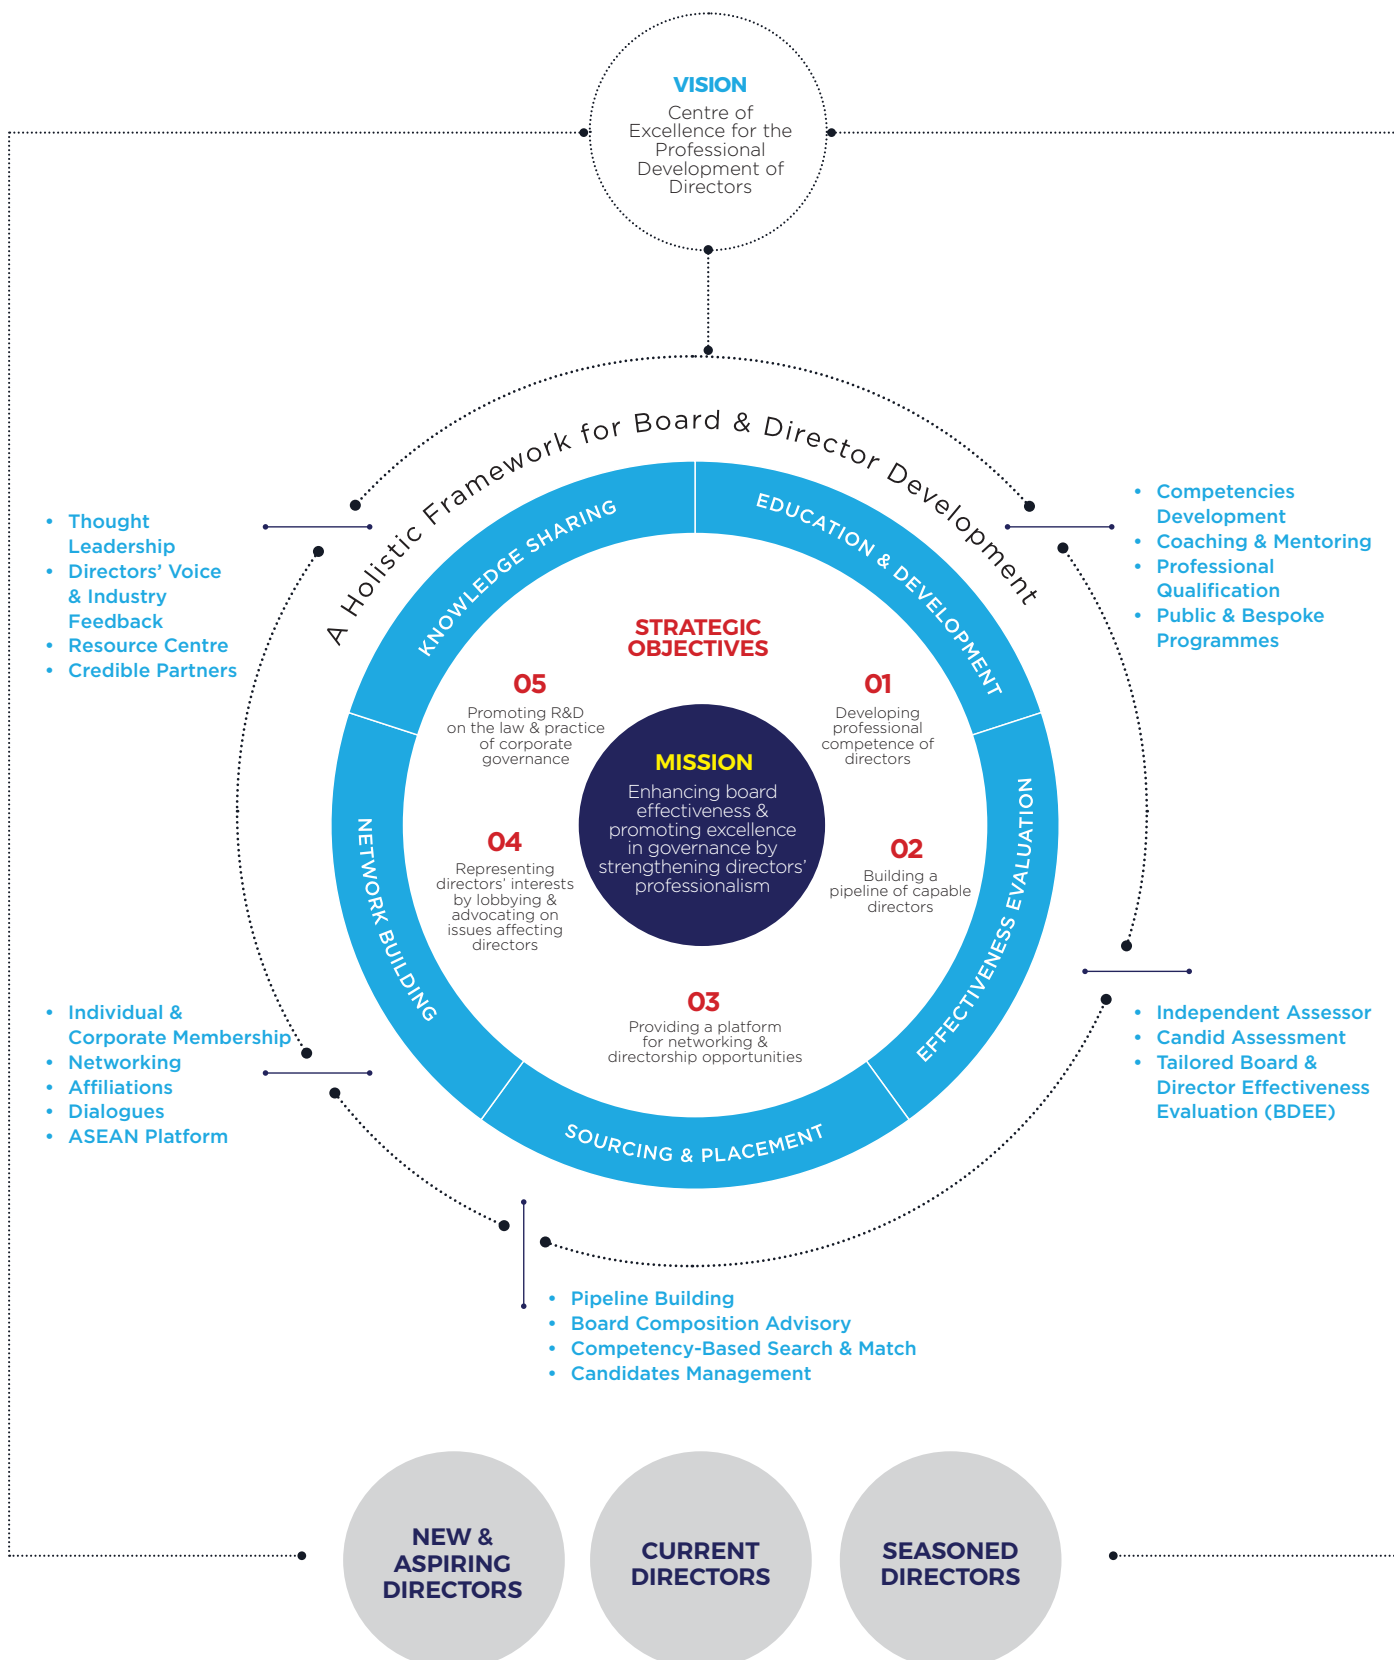 VISION
Centre of
Excellence for the
Professional
Development of
Directors
A Holistic Framework for Board & Director Development
KNOWLEDGE SHARING
EDUCATION & DEVELOPMENT
EFFECTIVENESS EVALUATION
SOURCING & PLACEMENT
NETWORK BUILDING
• Thought
Leadership
• Directors’ Voice
& Industry
Feedback
• Resource Centre
• Credible Partners
• Competencies
Development
• Coaching & Mentoring
• Professional
Qualification
• Public & Bespoke
Programmes
STRATEGIC
OBJECTIVES
01
Developing
professional
competence of
directors
02
Building a
pipeline of capable
directors
03
Providing a platform
for networking &
directorship opportunities
04
Representing
directors’ interests
by lobbying &
advocating on
issues affecting
directors
05
Promoting R&D
on the law & practice
of corporate
governance
MISSION
Enhancing board
effectiveness &
promoting excellence
in governance by
strengthening directors’
professionalism
• Individual &
Corporate Membership
• Networking
• Affiliations
• Dialogues
• ASEAN Platform
• Independent Assessor
• Candid Assessment
• Tailored Board &
Director Effectiveness
Evaluation (BDEE)
• Pipeline Building
• Board Composition Advisory
• Competency-Based Search & Match
• Candidates Management
NEW &
ASPIRING
DIRECTORS
CURRENT
DIRECTORS
SEASONED
DIRECTORS